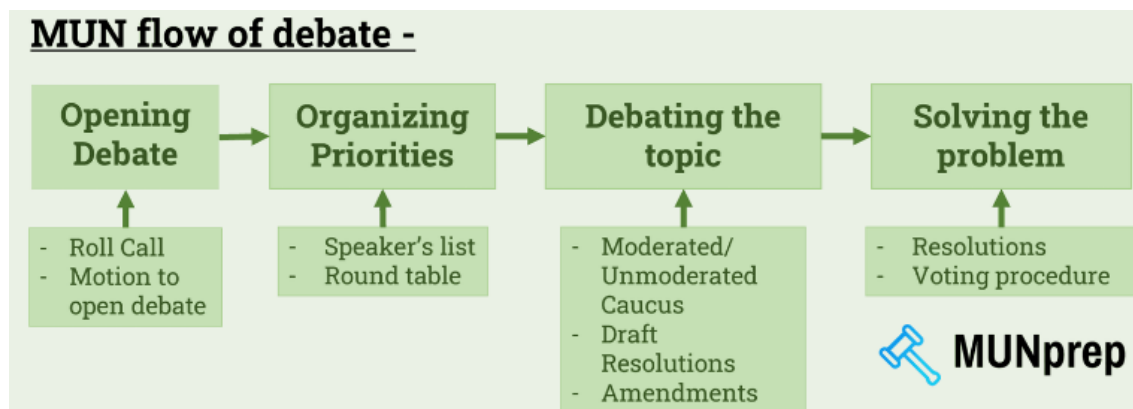 MUN flow of debate -
Opening
Debate
Organizing
Priorities
Debating the
topic
Solving the
problem
- Roll Call
- Motion to
open debate
- Speaker's list
- Round table
- Moderated/
Unmoderated
Caucus
- Draft
Resolutions
- Amendments
- Resolutions
- Voting procedure
MUNprep